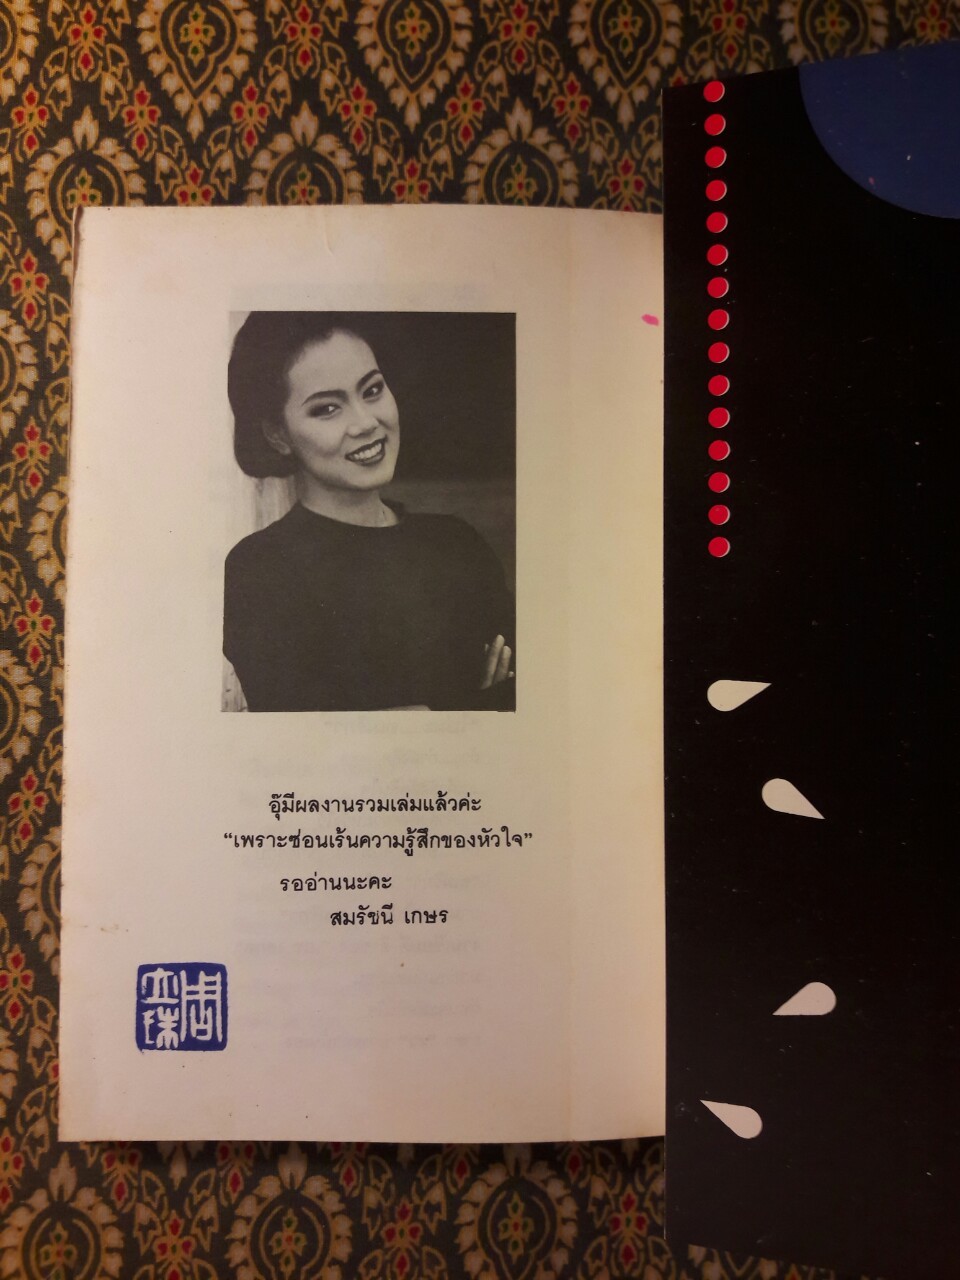 อุ๊มีผลงานรวมเล่มแล้วค่ะ
“เพราะซ่อนเร้นความรู้สึกของหัวใจ”
รออ่านนะคะ
สมรัชนี เกษร